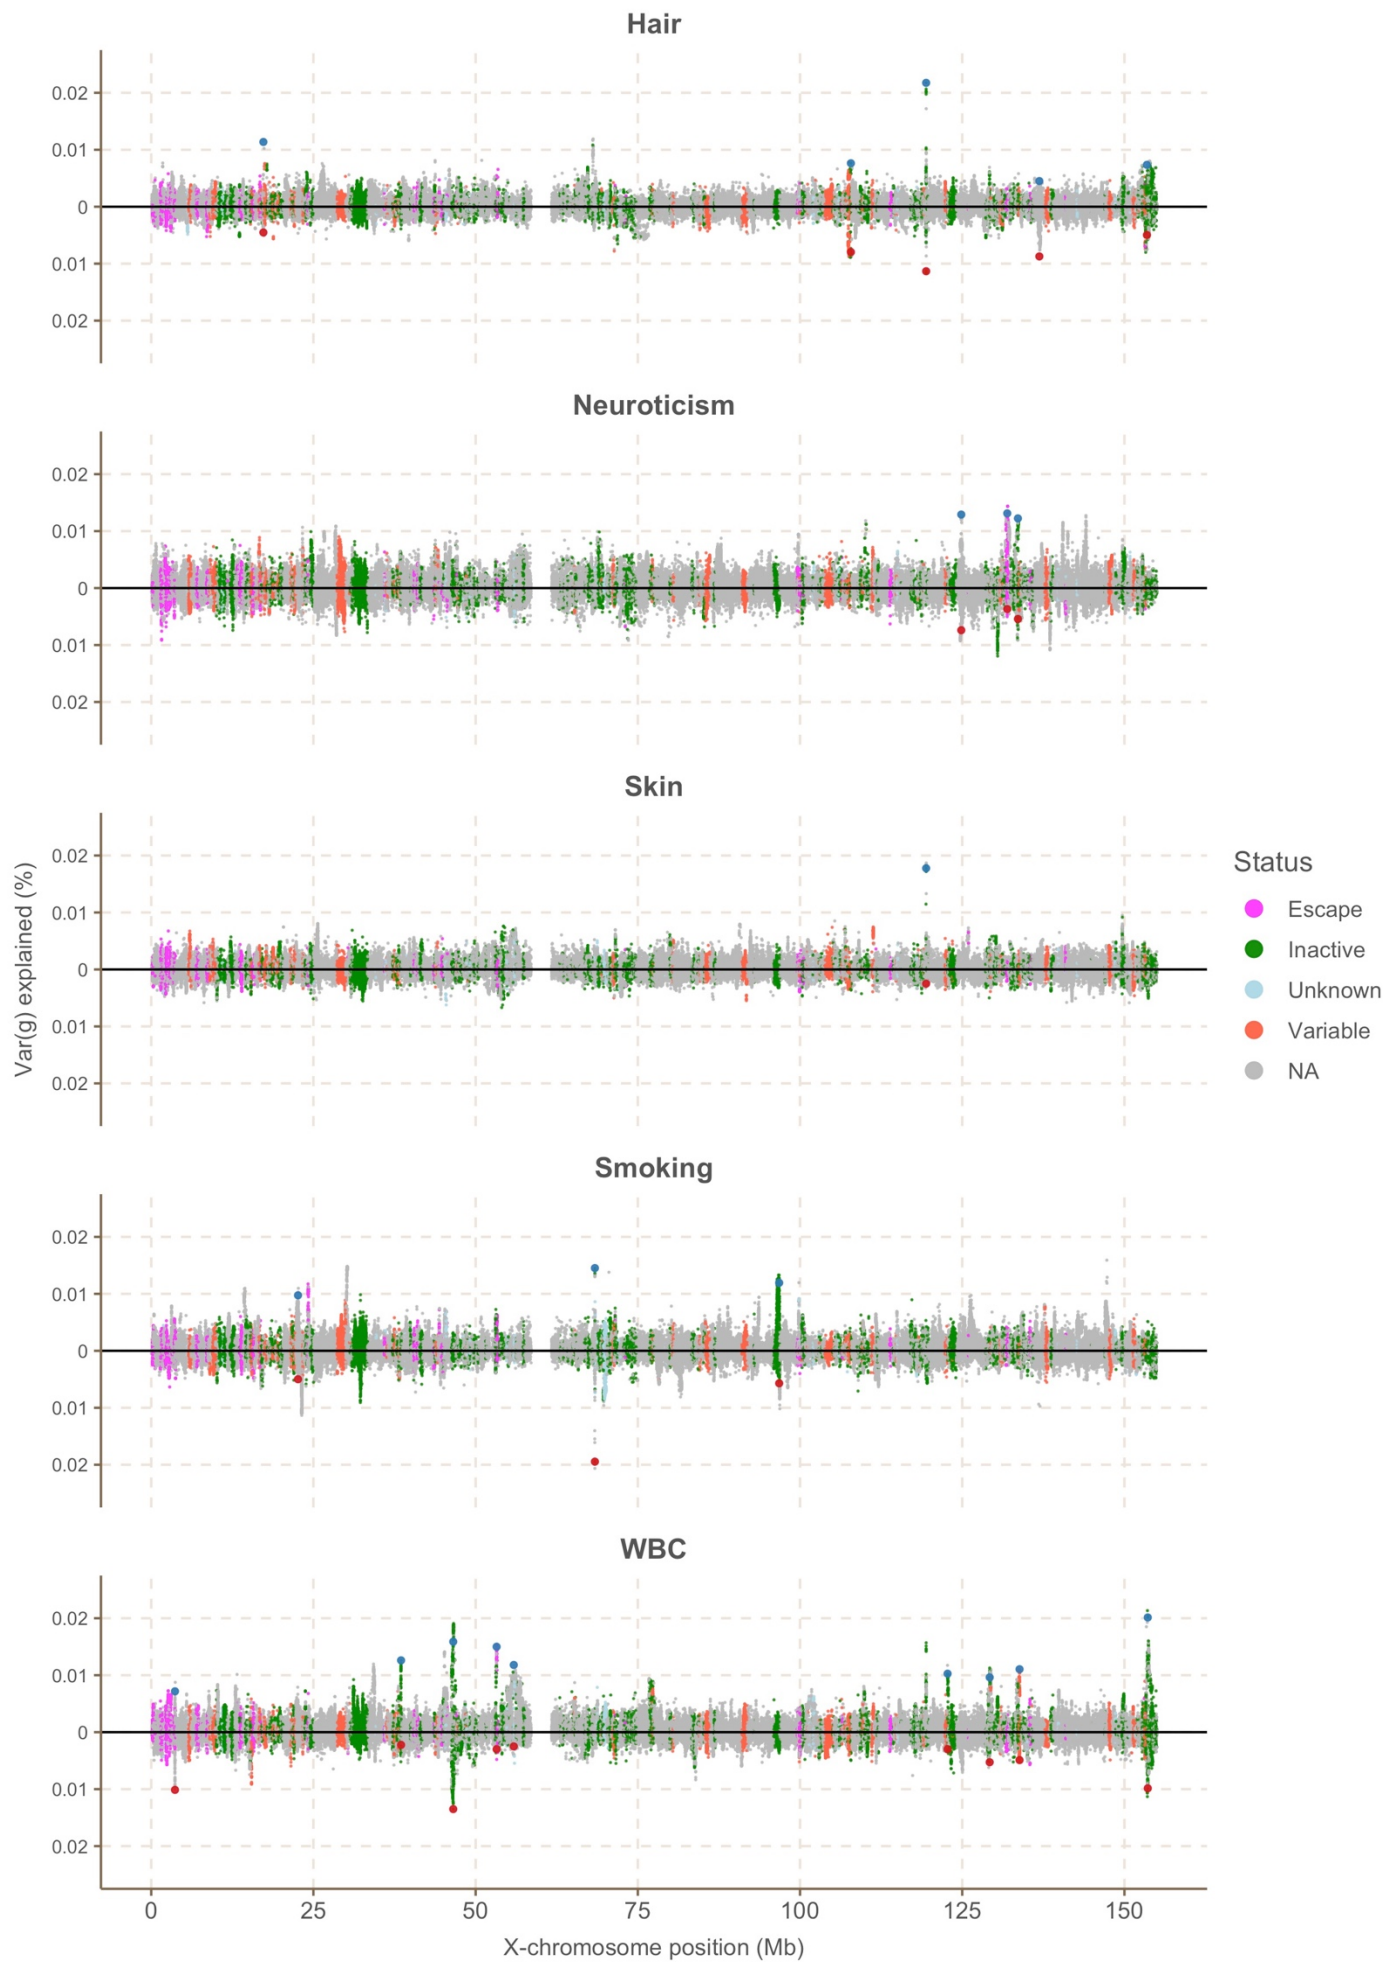 Hair
0.02
0.01
0
0.01
0.02
Neuroticism
0.02
0.01
0
0.01
0.02
Skin
0.02
0.01
0
0.01
0.02
Var(g) explained (%)
Status
Escape
Inactive
Unknown
Variable
NA
Smoking
0.02
0.01
0
0.01
0.02
WBC
0.02
0.01
0
0.01
0.02
0 25 50 75 100 125 150
X-chromosome position (Mb)